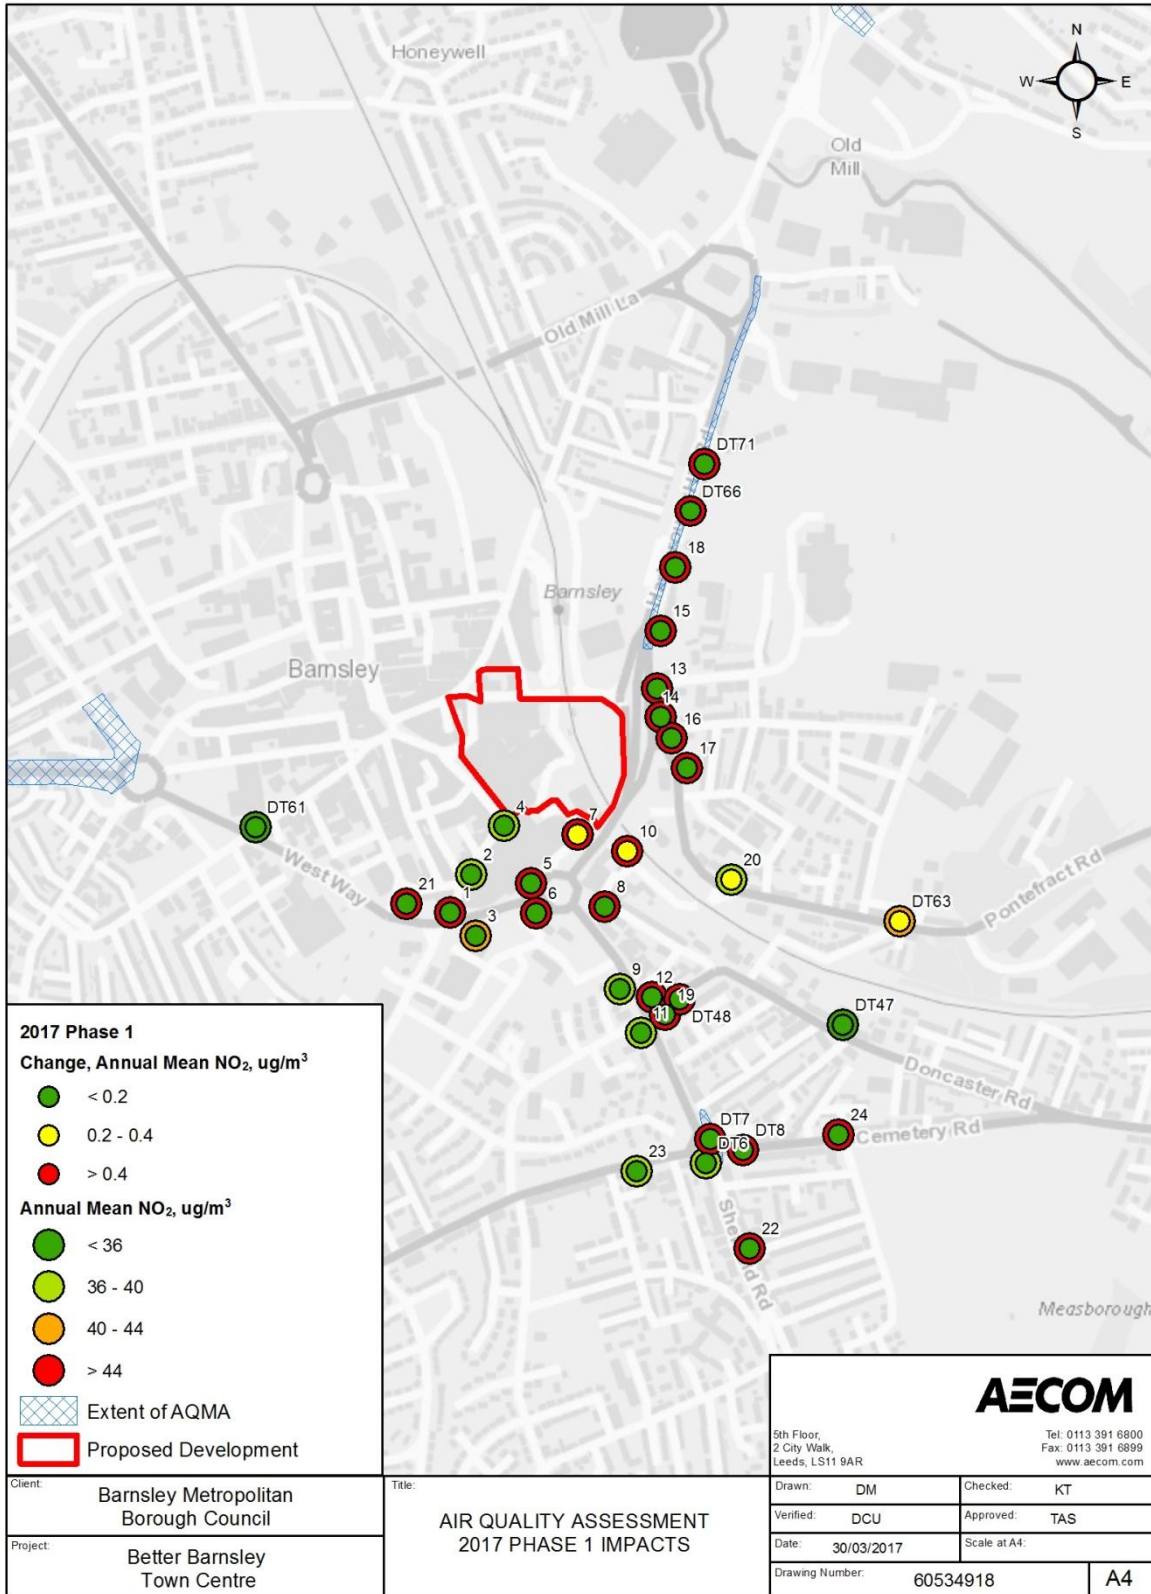 Honeywell
N
W
E
S
Old
Mill
Old Mill La
DT71
DT66
18
Barnsley
15
Barnsley
13
14
16
17
DT61
4
7
10
2
20
West Way
21
1
5
6
8
3
DT63
Pontefract Rd
9
12
19
11
DT48
DT47
Doncaster Rd
DT7
DT8
DT6
24
Cemetery Rd
23
22
Measborough
2017 Phase 1
Change, Annual Mean NO₂, ug/m³
< 0.2
0.2 - 0.4
> 0.4
Annual Mean NO₂, ug/m³
< 36
36 - 40
40 - 44
> 44
Extent of AQMA
Proposed Development
AECOM
5th Floor,
2 City Walk,
Leeds, LS11 9AR
Tel: 0113 391 6800
Fax: 0113 391 6899
www.aecom.com
Client:
Barnsley Metropolitan
Borough Council
Project:
Better Barnsley
Town Centre
Title:
AIR QUALITY ASSESSMENT
2017 PHASE 1 IMPACTS
Drawn: DM
Checked: KT
Verified: DCU
Approved: TAS
Date: 30/03/2017
Scale at A4:
Drawing Number: 60534918
A4